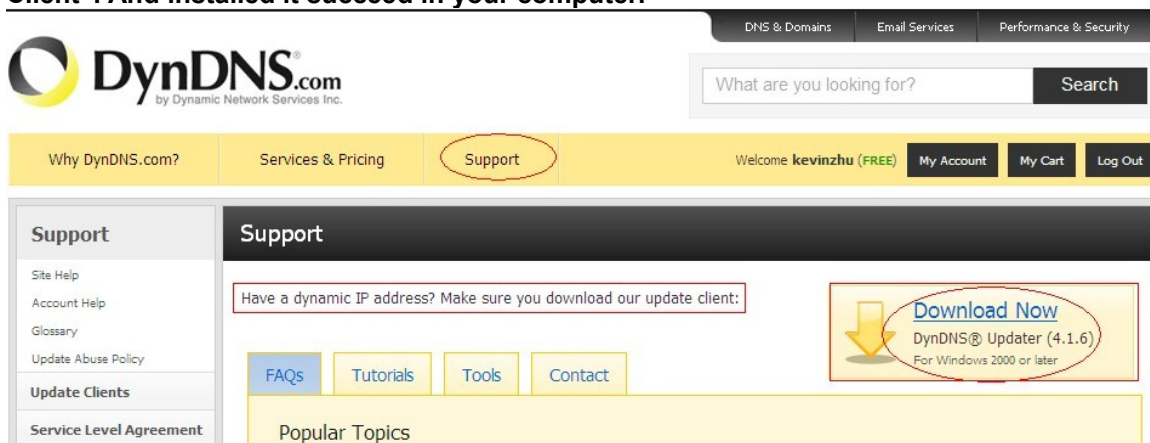 Client". And installed it succeed in your computer.
DNS & Domains Email Services Performance & Security
DynDNS.com
by Dynamic Network Services Inc.
What are you looking for? Search
Why DynDNS.com? Services & Pricing Support Welcome kevinzhu (FREE) My Account My Cart Log Out
Support
Site Help
Account Help
Glossary
Update Abuse Policy
Update Clients
Service Level Agreement
Support
Have a dynamic IP address? Make sure you download our update client:
Download Now
DynDNS® Updater (4.1.6)
For Windows 2000 or later
FAQs Tutorials Tools Contact
Popular Topics